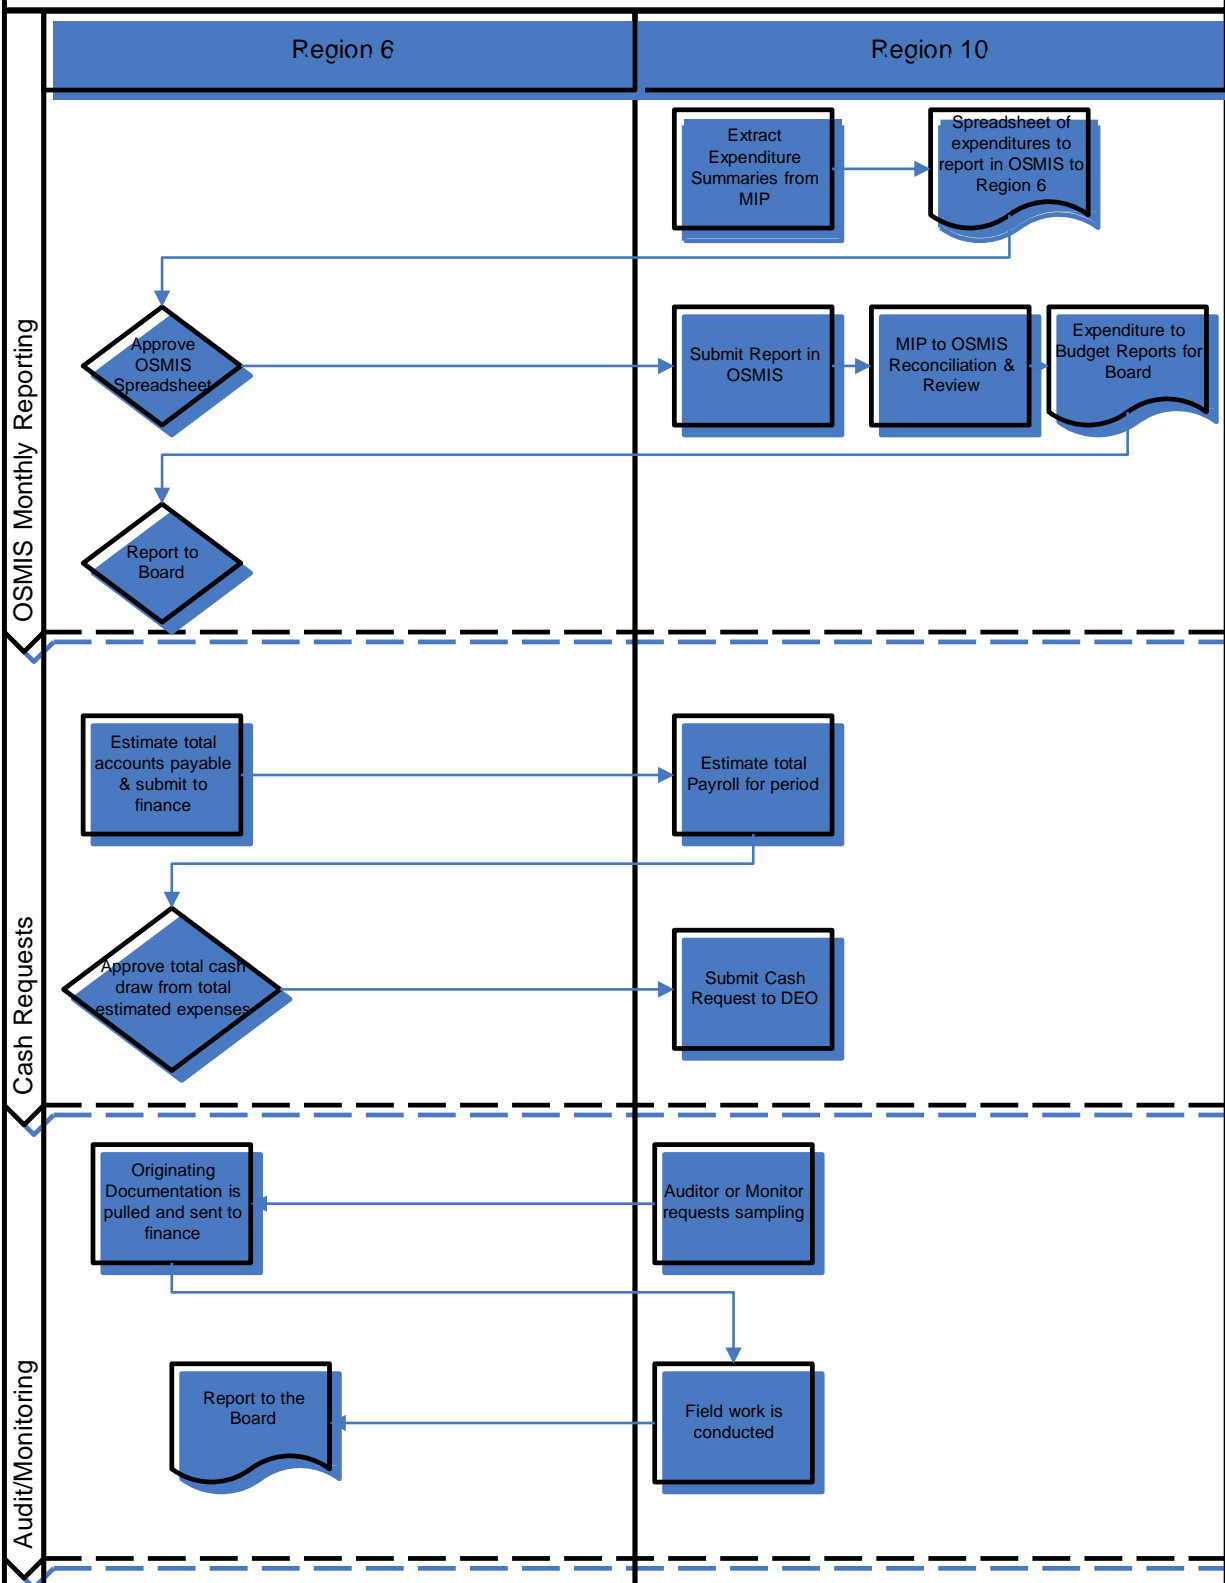 Region 6
Region 10
OSMIS Monthly Reporting
Extract
Expenditure
Summaries from
MIP
Spreadsheet of
expenditures to
report in OSMIS to
Region 6
Approve
OSMIS
Spreadsheet
Submit Report in
OSMIS
MIP to OSMIS
Reconciliation &
Review
Expenditure to
Budget Reports for
Board
Report to
Board
Cash Requests
Estimate total
accounts payable
& submit to
finance
Estimate total
Payroll for period
Approve total cash
draw from total
estimated expenses
Submit Cash
Request to DEO
Audit/Monitoring
Originating
Documentation is
pulled and sent to
finance
Auditor or Monitor
requests sampling
Report to the
Board
Field work is
conducted